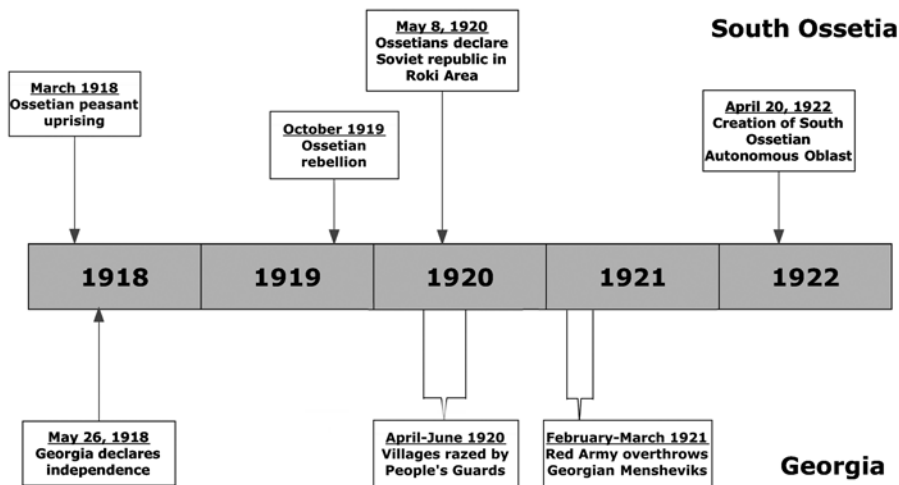 South Ossetia
May 8, 1920
Ossetians declare
Soviet republic in
Roki Area
March 1918
Ossetian peasant
uprising
October 1919
Ossetian
rebellion
April 20, 1922
Creation of South
Ossetian
Autonomous Oblast
1918
1919
1920
1921
1922
May 26, 1918
Georgia declares
independence
April-June 1920
Villages razed by
People's Guards
February-March 1921
Red Army overthrows
Georgian Mensheviks
Georgia